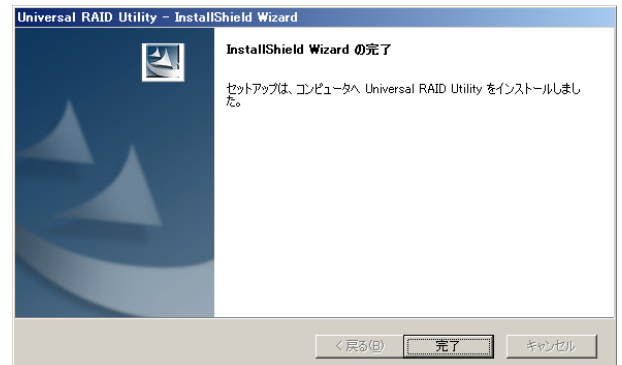 Universal RAID Utility - InstallShield Wizard
InstallShield Wizard の完了
セットアップは、コンピュータへ Universal RAID Utility をインストールしまし
た。
< 戻る(B)
完了
キャンセル